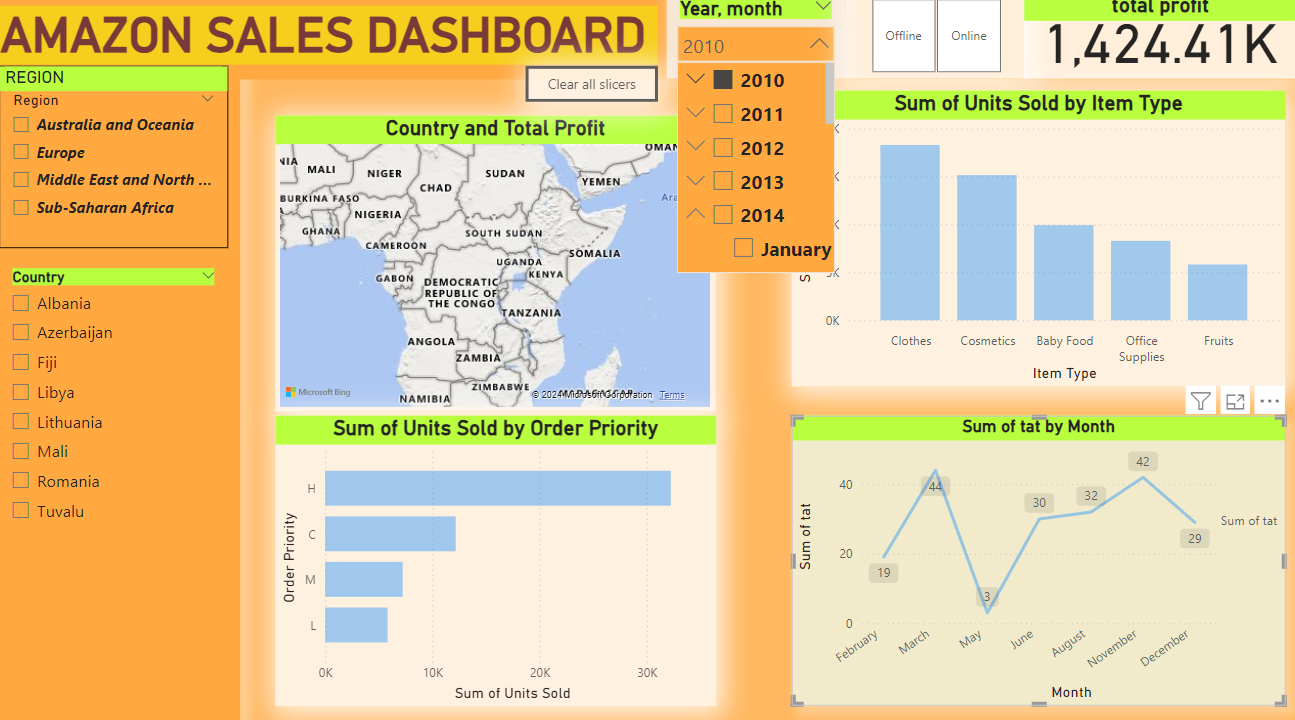 AMAZON SALES DASHBOARD
Year, month
2010
2010
2011
2012
2013
2014
January
Offline
Online
total profit
1,424.41K
Clear all slicers
REGION
Region
Australia and Oceania
Europe
Middle East and North ...
Sub-Saharan Africa
Country
Albania
Azerbaijan
Fiji
Libya
Lithuania
Mali
Romania
Tuvalu
Country and Total Profit
NIA
MALI
NIGER
CHAD
SUDAN
OMAN
YEMEN
Ara
BURKINA FASO
NIGERIA
GHANA
CAMEROON
SOUTH SUDAN
SOMALIA
UGANDA
GABON
KENYA
DEMOCRATIC
REPUBLIC OF
THE CONGO
TANZANIA
ANGOLA
ZAMBIA
ZIMBABWE
NAMIBIA
MADAGASCAR
Microsoft Bing
© 2024 Microsoft Corporation
Terms
Sum of Units Sold by Item Type
K
K
K
5K
0K
S
Clothes
Cosmetics
Baby Food
Office
Supplies
Fruits
Item Type
Sum of Units Sold by Order Priority
Order Priority
H
C
M
L
0K
10K
20K
30K
Sum of Units Sold
Sum of tat by Month
Sum of tat
40
20
0
19
44
3
30
32
42
29
Sum of tat
February
March
May
June
August
November
December
Month